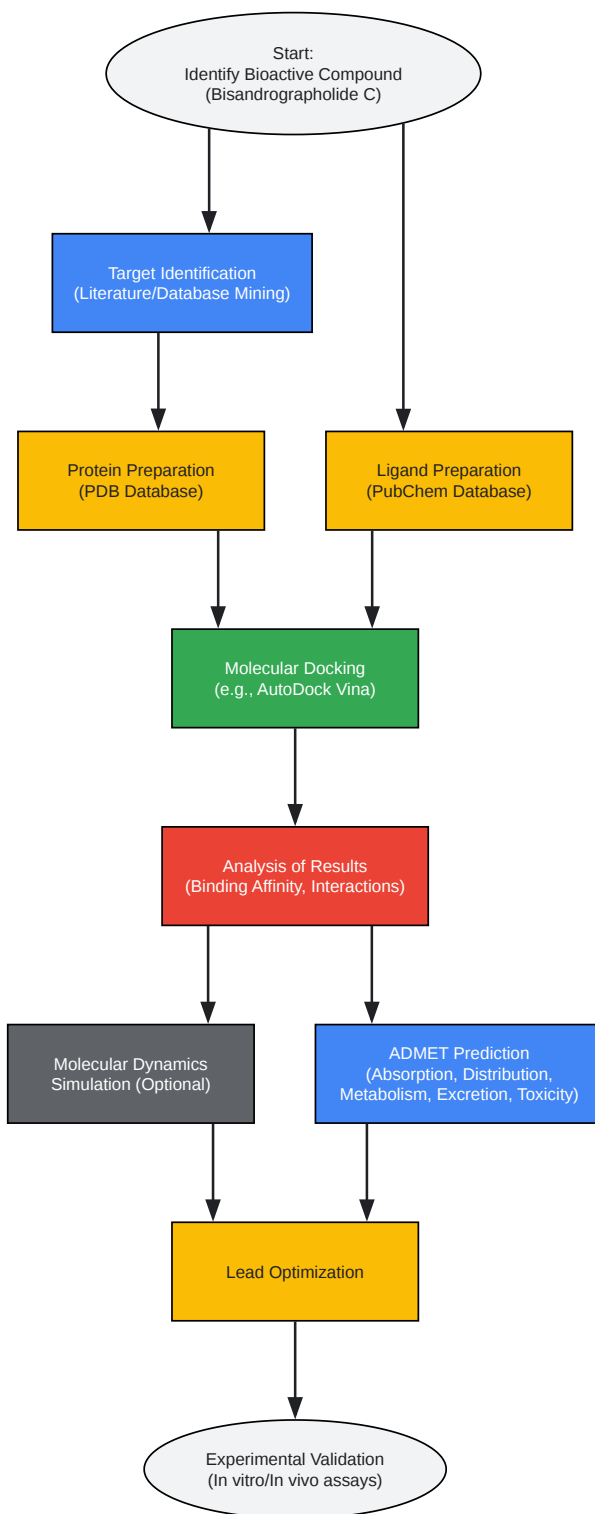 Start:
Identify Bioactive Compound
(Bisandrographolide C)
Target Identification
(Literature/Database Mining)
Protein Preparation
(PDB Database)
Ligand Preparation
(PubChem Database)
Molecular Docking
(e.g., AutoDock Vina)
Analysis of Results
(Binding Affinity, Interactions)
Molecular Dynamics
Simulation (Optional)
ADMET Prediction
(Absorption, Distribution,
Metabolism, Excretion, Toxicity)
Lead Optimization
Experimental Validation
(In vitro/In vivo assays)